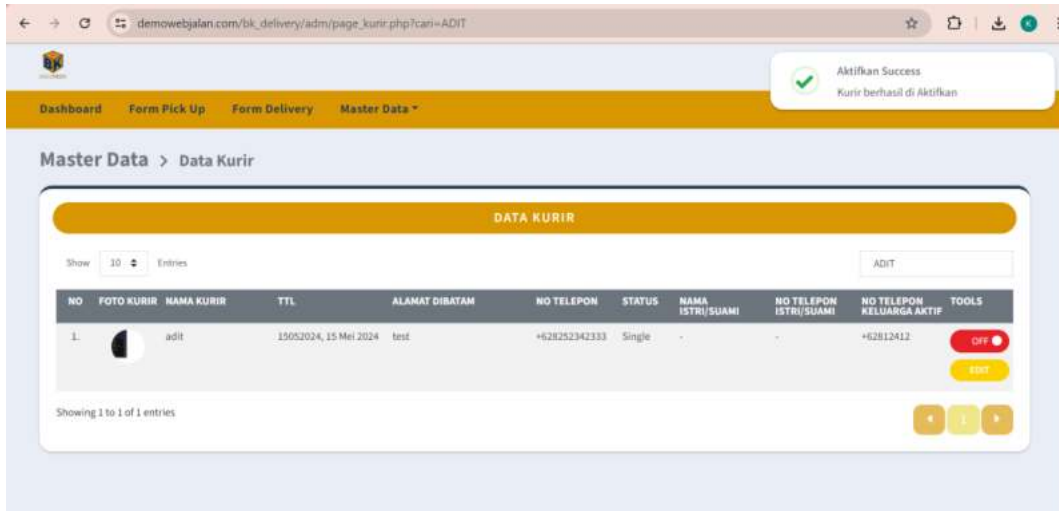 demowebjalan.com/bk_delivery/adm/page_kurir.php?cari=ADIT
K
BK
Aktifkan Success
Kurir berhasil di Aktifkan
Dashboard Form Pick Up Form Delivery Master Data
Master Data > Data Kurir
DATA KURIR
Show 10 Entries ADIT
NO FOTO KURIR NAMA KURIR TTL ALAMAT DIBATAM NO TELEPON STATUS NAMA ISTRI/SUAMI NO TELEPON ISTRI/SUAMI NO TELEPON KELUARGA AKTIF TOOLS
1. adit 15052024, 15 Mei 2024 test +628252342333 Single - - +62812412 OFF
EDIT
Showing 1 to 1 of 1 entries
1